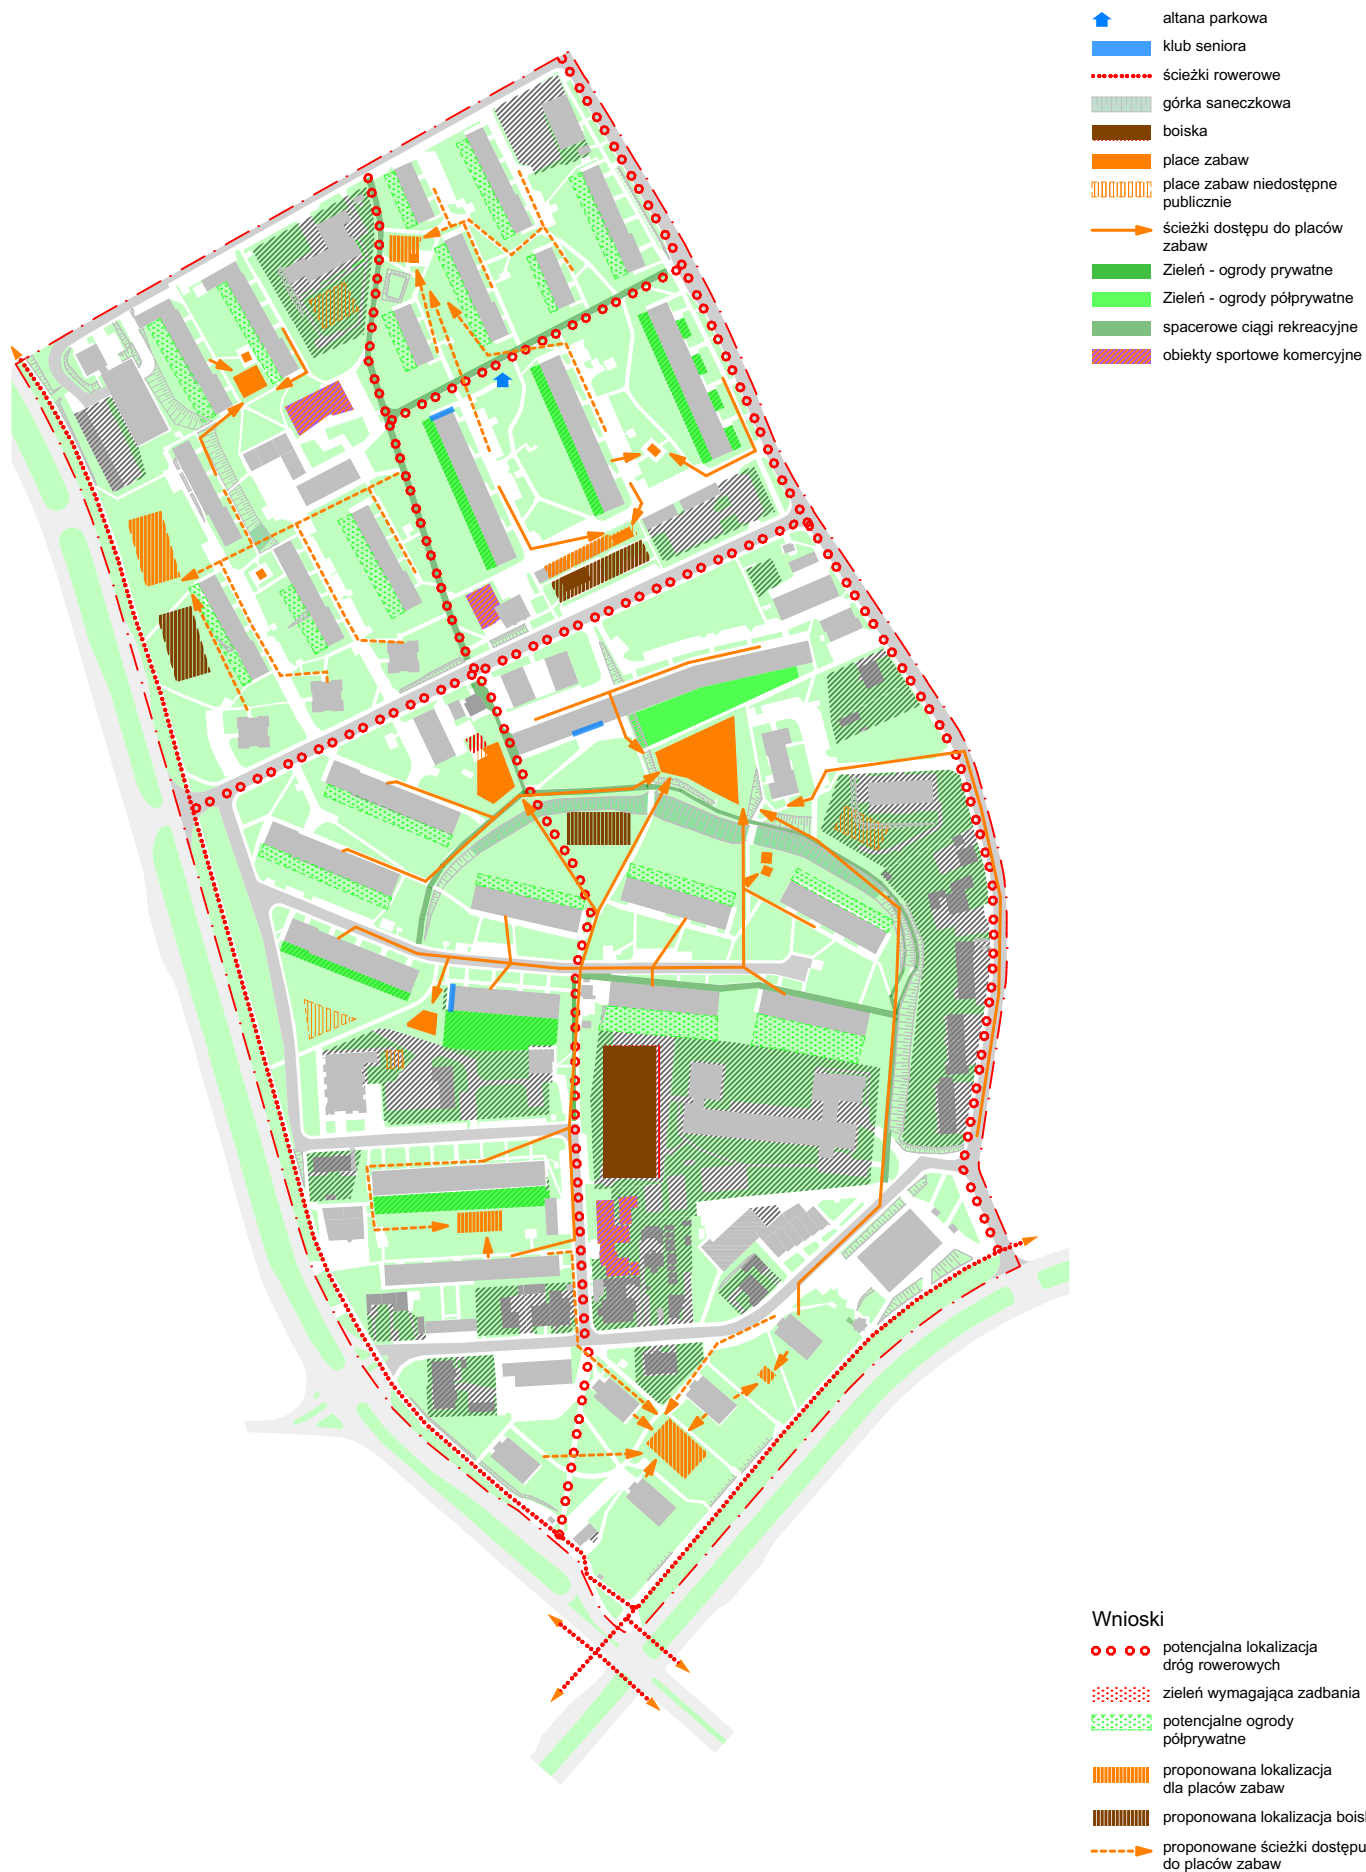 altana parkowa
klub seniora
ścieżki rowerowe
górka saneczkowa
boiska
place zabaw
place zabaw niedostępne
publicznie
ścieżki dostępu do placów
zabaw
Zieleń - ogrody prywatne
Zieleń - ogrody półprywatne
spacerowe ciągi rekreacyjne
obiekty sportowe komercyjne
Wnioski
potencjalna lokalizacja
dróg rowerowych
zieleń wymagająca zadbania
potencjalne ogrody
półprywatne
proponowana lokalizacja
dla placów zabaw
proponowana lokalizacja
proponowane ścieżki dostępu
do placów zabaw